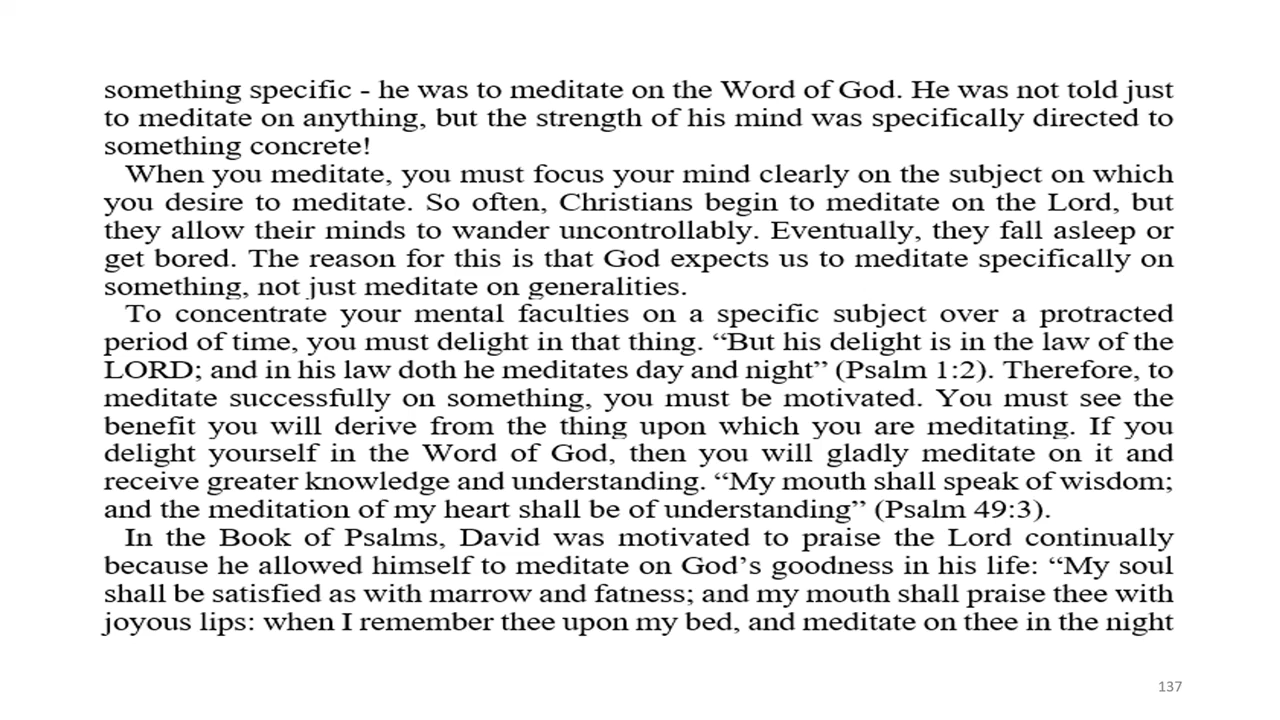 something specific - he was to meditate on the Word of God. He was not told just
to meditate on anything, but the strength of his mind was specifically directed to
something concrete!
When you meditate, you must focus your mind clearly on the subject on which
you desire to meditate. So often, Christians begin to meditate on the Lord, but
they allow their minds to wander uncontrollably. Eventually, they fall asleep or
get bored. The reason for this is that God expects us to meditate specifically on
something, not just meditate on generalities.
To concentrate your mental faculties on a specific subject over a protracted
period of time, you must delight in that thing. “But his delight is in the law of the
LORD; and in his law doth he meditates day and night” (Psalm 1:2). Therefore, to
meditate successfully on something, you must be motivated. You must see the
benefit you will derive from the thing upon which you are meditating. If you
delight yourself in the Word of God, then you will gladly meditate on it and
receive greater knowledge and understanding. “My mouth shall speak of wisdom;
and the meditation of my heart shall be of understanding” (Psalm 49:3).
In the Book of Psalms, David was motivated to praise the Lord continually
because he allowed himself to meditate on God’s goodness in his life: “My soul
shall be satisfied as with marrow and fatness; and my mouth shall praise thee with
joyous lips: when I remember thee upon my bed, and meditate on thee in the night
137